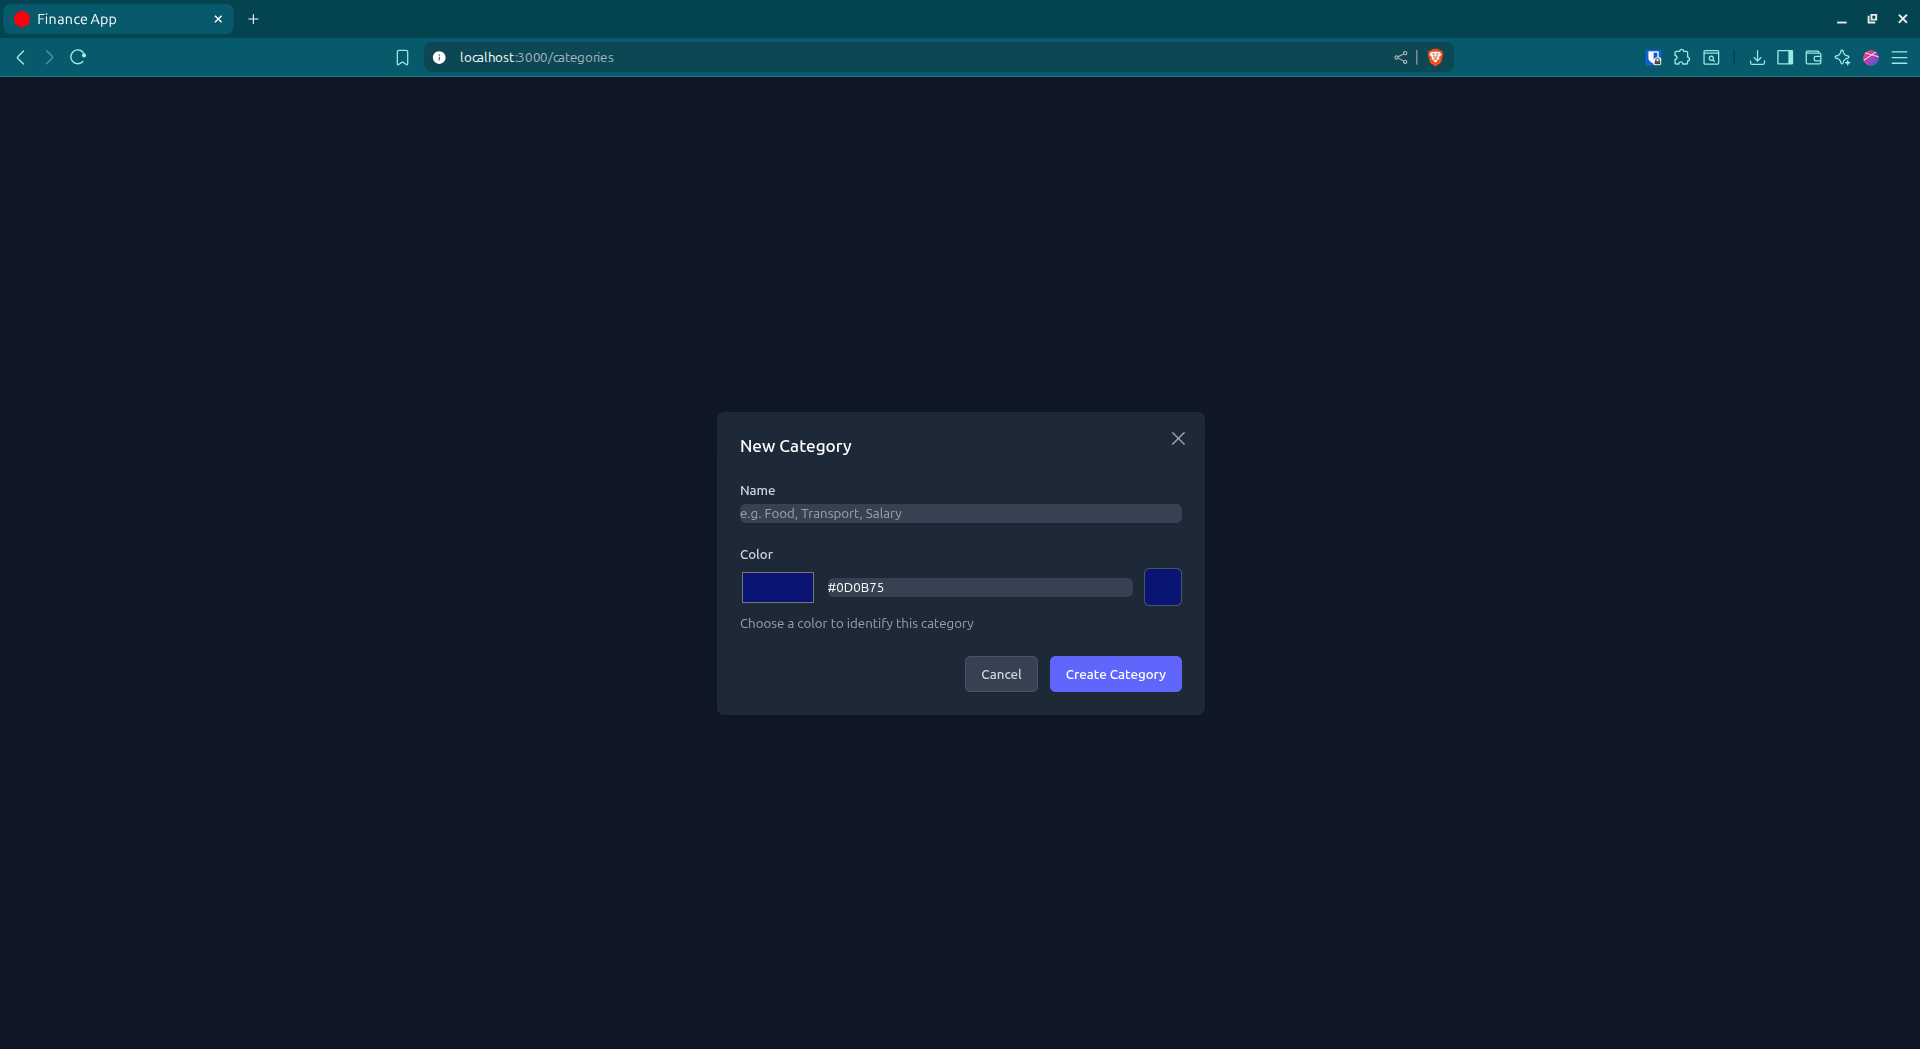 Finance App
localhost:3000/categories
New Category
Name
e.g. Food, Transport, Salary
Color
#0D0B75
Choose a color to identify this category
Cancel
Create Category